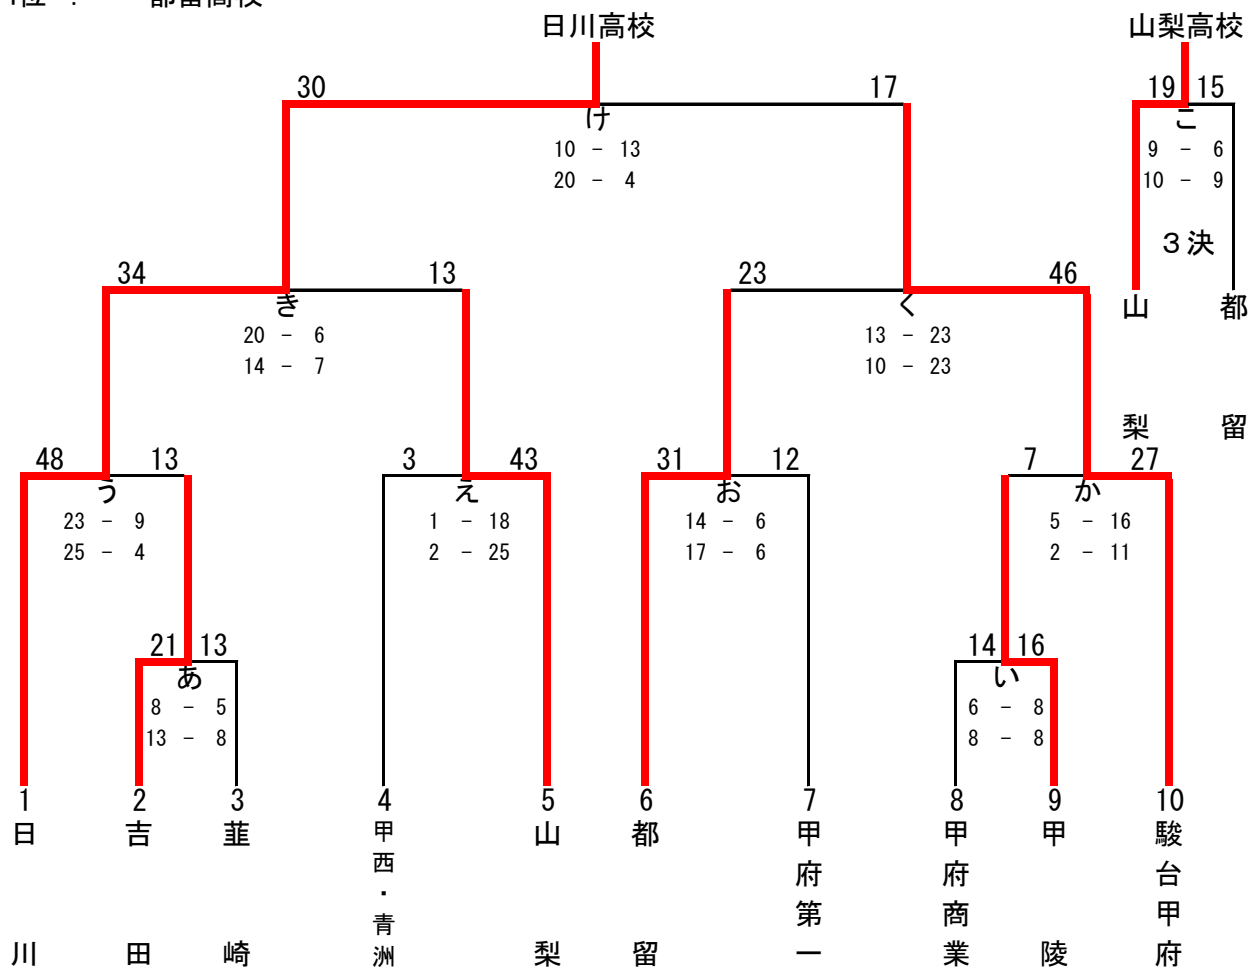 日川高校 山梨高校
30 17 19 15
け こ
10 - 13 9 - 6
20 - 4 10 - 9
3決
34 13 23 46
山梨 都留
き く
20 - 6 13 - 23
14 - 7 10 - 23
48 13 3 43 31 12 7 27
う え お か
23 - 9 1 - 18 14 - 6 5 - 16
25 - 4 2 - 25 17 - 6 2 - 11
21 13 14 16
あ い
8 - 5 6 - 8
13 - 8 8 - 8
1 2 3 4 5 6 7 8 9 10
日川
吉田
韮崎
甲西・青洲
山梨
都留
甲府第一
甲府商業
甲陵
駿台甲府